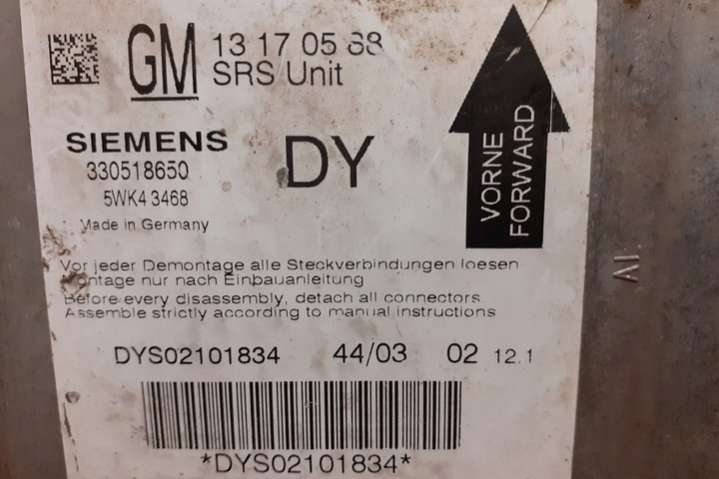 GM 13 17 05 88
SRS Unit
SIEMENS
330518650
5WK4 3468
Made in Germany
DY
VORNE
FORWARD
Vor jeder Demontage alle Steckverbindungen loesen
Montage nur nach Einbauanleitung
Before every disassembly, detach all connectors
Assemble strictly according to manual instructions
DYS02101834 44/03 02 12.1
*DYS02101834*